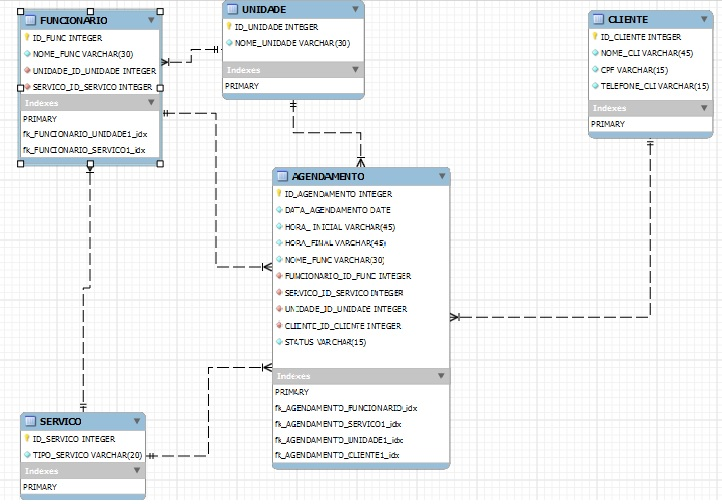 FUNCIONARIO
ID_FUNC INTEGER
NOME_FUNC VARCHAR(30)
UNIDADE_ID_UNIDADE INTEGER
SERVICO_ID_SERVICO INTEGER
Indexes
PRIMARY
fk_FUNCIONARIO_UNIDADE1_idx
fk_FUNCIONARIO_SERVICO1_idx
UNIDADE
ID_UNIDADE INTEGER
NOME_UNIDADE VARCHAR(30)
Indexes
PRIMARY
CLIENTE
ID_CLIENTE INTEGER
NOME_CLI VARCHAR(45)
CPF VARCHAR(15)
TELEFONE_CLI VARCHAR(15)
Indexes
PRIMARY
AGENDAMENTO
ID_AGENDAMENTO INTEGER
DATA_AGENDAMENTO DATE
HORA_INICIAL VARCHAR(45)
HORA_FINAL VARCHAR(45)
NOME_FUNC VARCHAR(30)
FUNCIONARIO_ID_FUNC INTEGER
SERVICO_ID_SERVICO INTEGER
UNIDADE_ID_UNIDADE INTEGER
CLIENTE_ID_CLIENTE INTEGER
STATUS VARCHAR(15)
Indexes
PRIMARY
fk_AGENDAMENTO_FUNCIONARIO_idx
fk_AGENDAMENTO_SERVICO1_idx
fk_AGENDAMENTO_UNIDADE1_idx
fk_AGENDAMENTO_CLIENTE1_idx
SERVICO
ID_SERVICO INTEGER
TIPO_SERVICO VARCHAR(20)
Indexes
PRIMARY